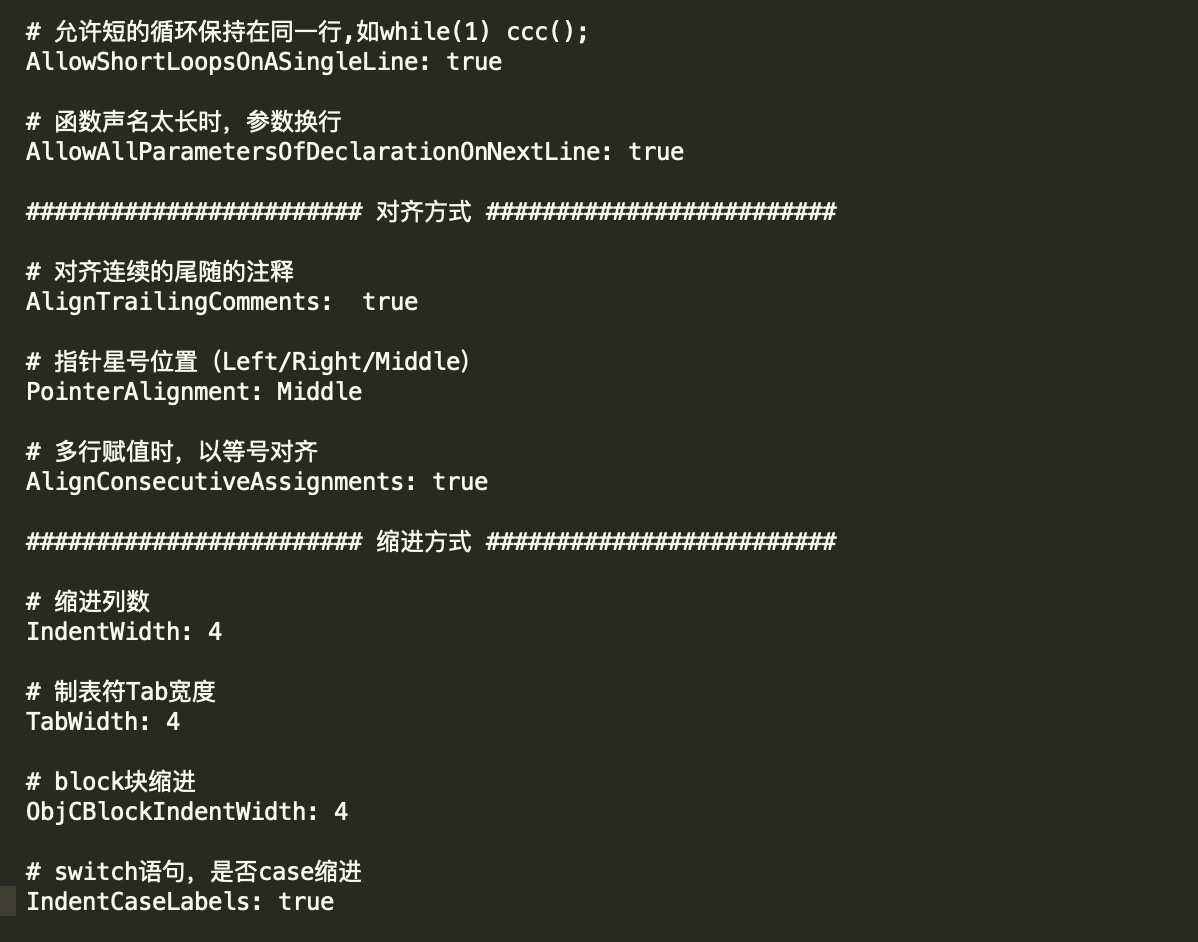 # 允许短的循环保持在同一行,如while(1) ccc();
AllowShortLoopsOnASingleLine: true
# 函数声名太长时，参数换行
AllowAllParametersOfDeclarationOnNextLine: true
######################## 对齐方式 #########################
# 对齐连续的尾随的注释
AlignTrailingComments:  true
# 指针星号位置（Left/Right/Middle）
PointerAlignment: Middle
# 多行赋值时，以等号对齐
AlignConsecutiveAssignments: true
######################## 缩进方式 #########################
# 缩进列数
IndentWidth: 4
# 制表符Tab宽度
TabWidth: 4
# block块缩进
ObjCBlockIndentWidth: 4
# switch语句，是否case缩进
IndentCaseLabels: true